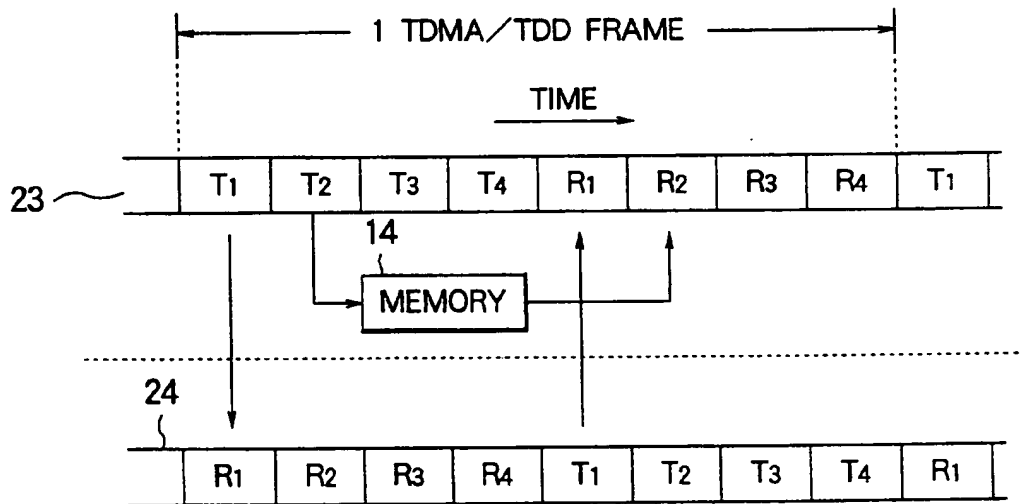 1 TDMA/TDD FRAME
TIME
23
T1 T2 T3 T4 R1 R2 R3 R4 T1
14
MEMORY
24
R1 R2 R3 R4 T1 T2 T3 T4 R1